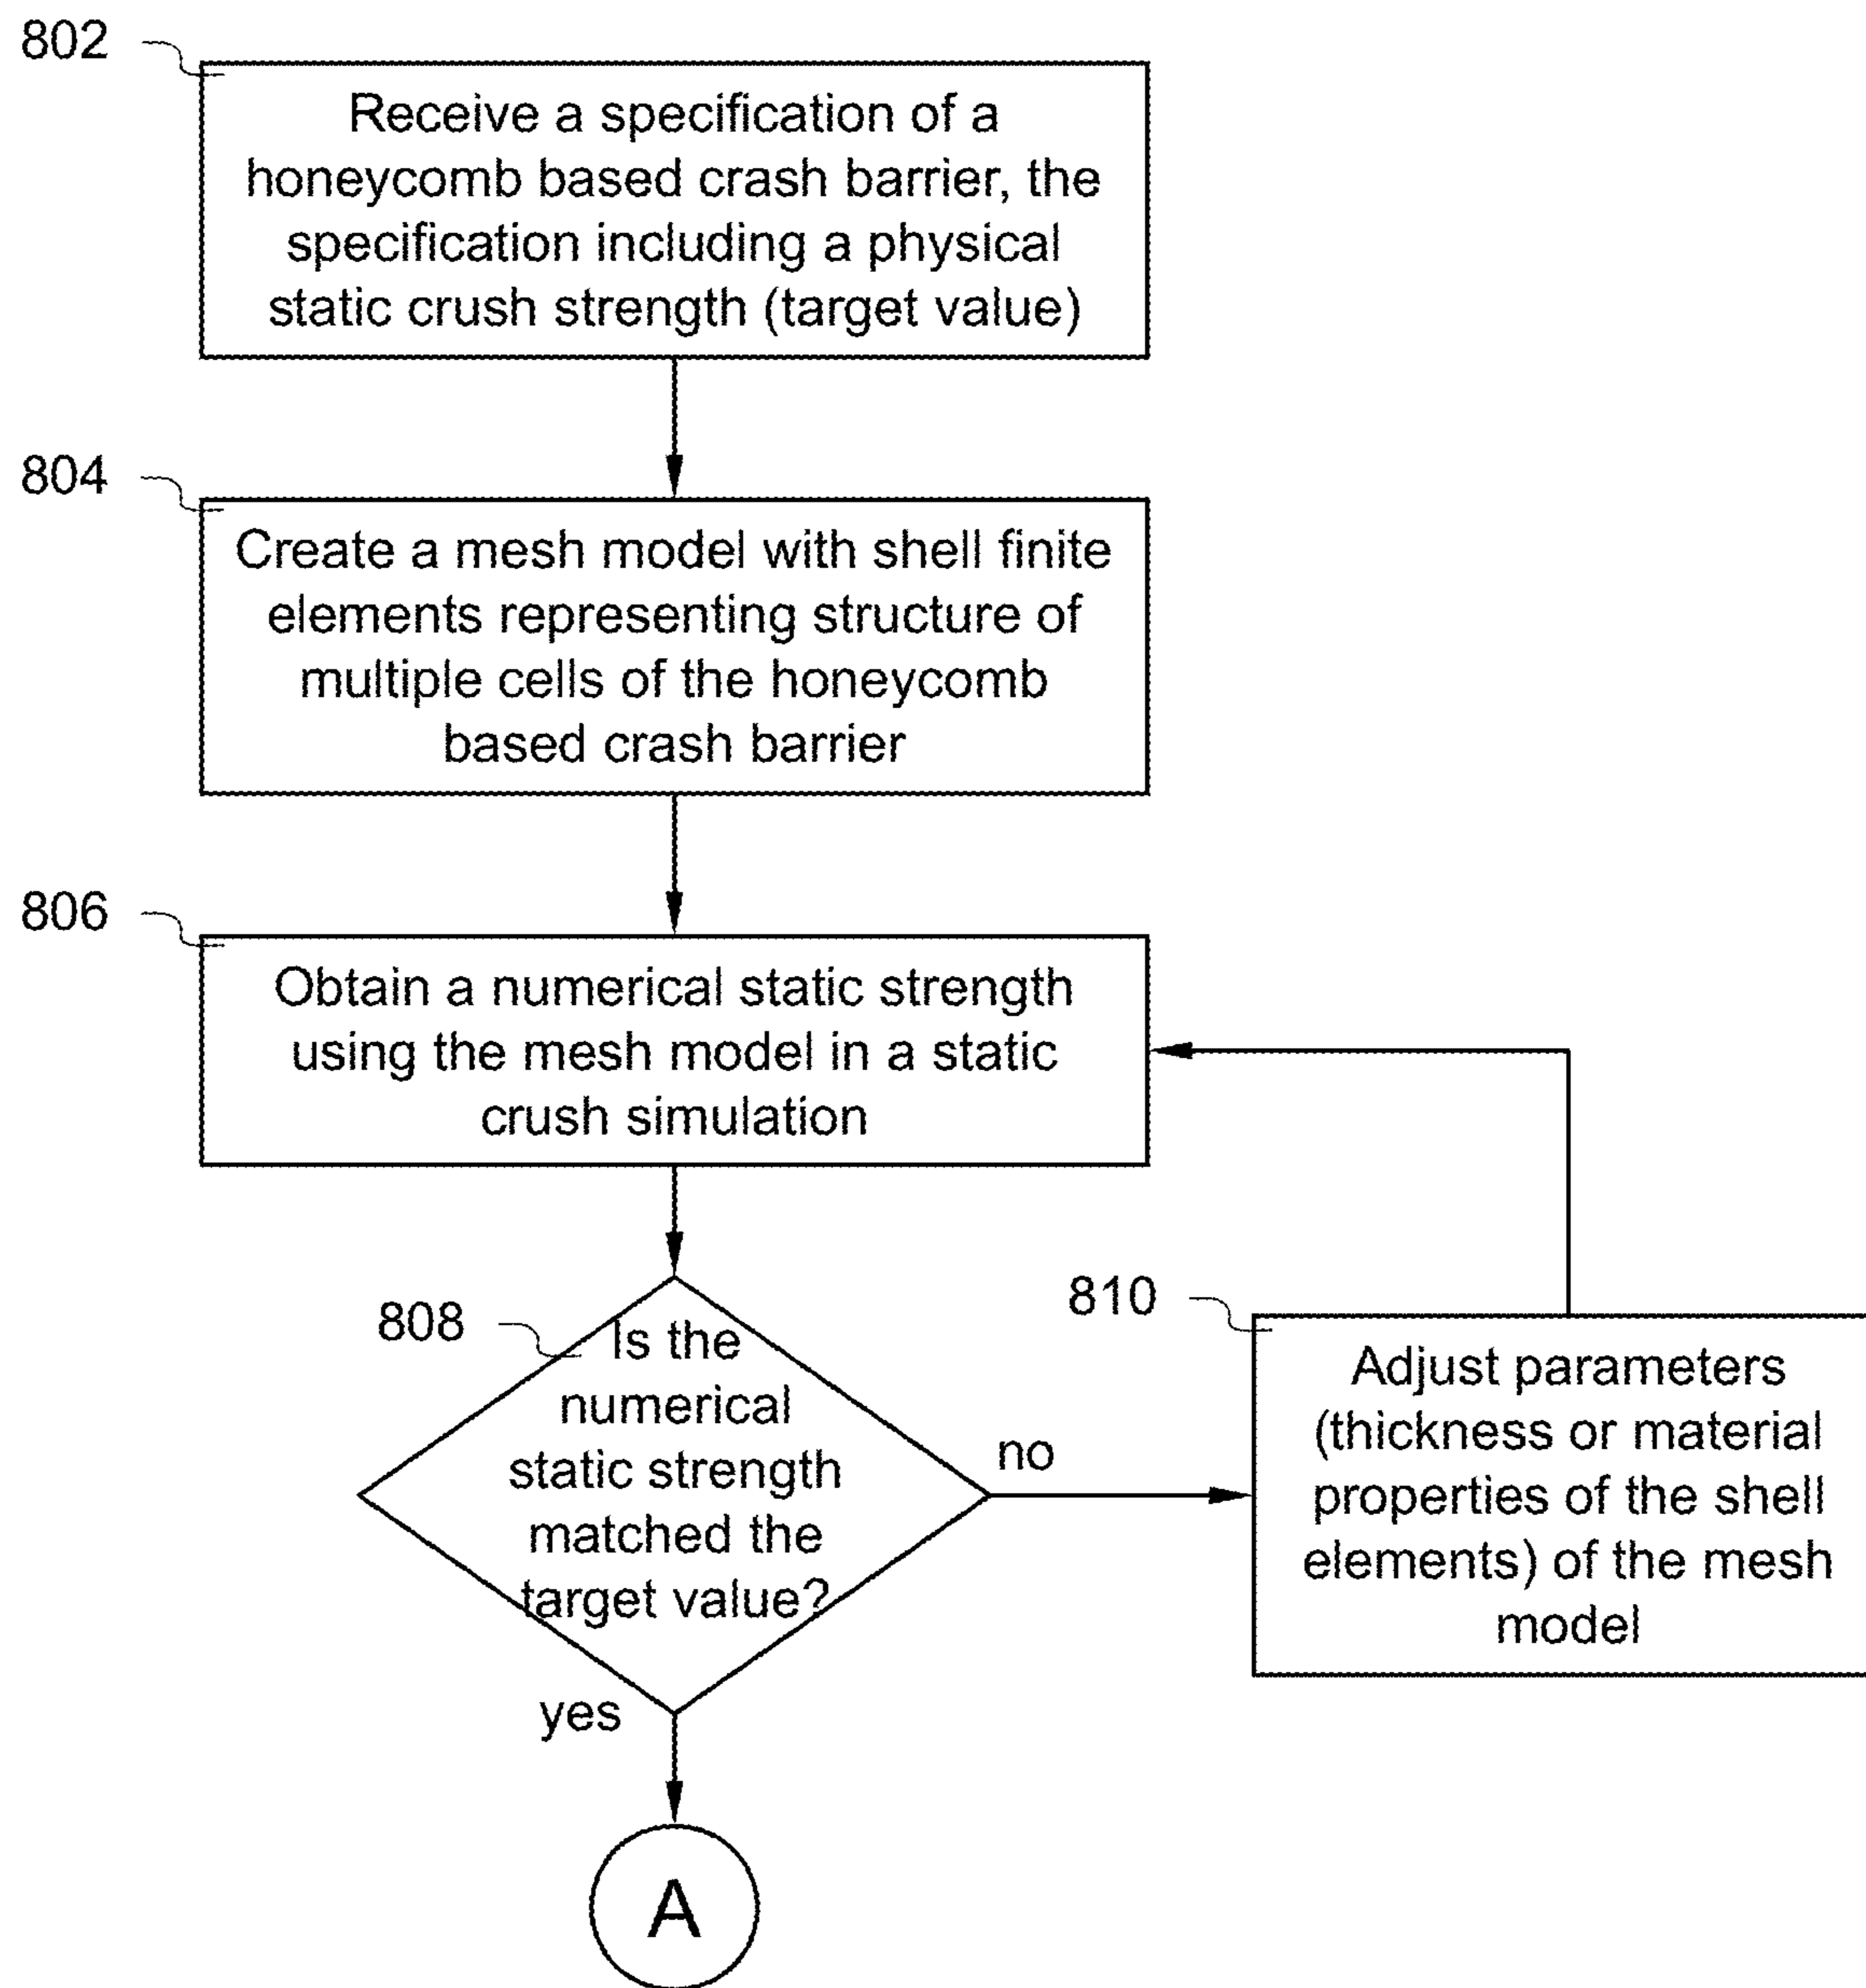 802
Receive a specification of a
honeycomb based crash barrier, the
specification including a physical
static crush strength (target value)
804
Create a mesh model with shell finite
elements representing structure of
multiple cells of the honeycomb
based crash barrier
806
Obtain a numerical static strength
using the mesh model in a static
crush simulation
808
Is the
numerical
static strength
matched the
target value?
no
810
Adjust parameters
(thickness or material
properties of the shell
elements) of the mesh
model
yes
A